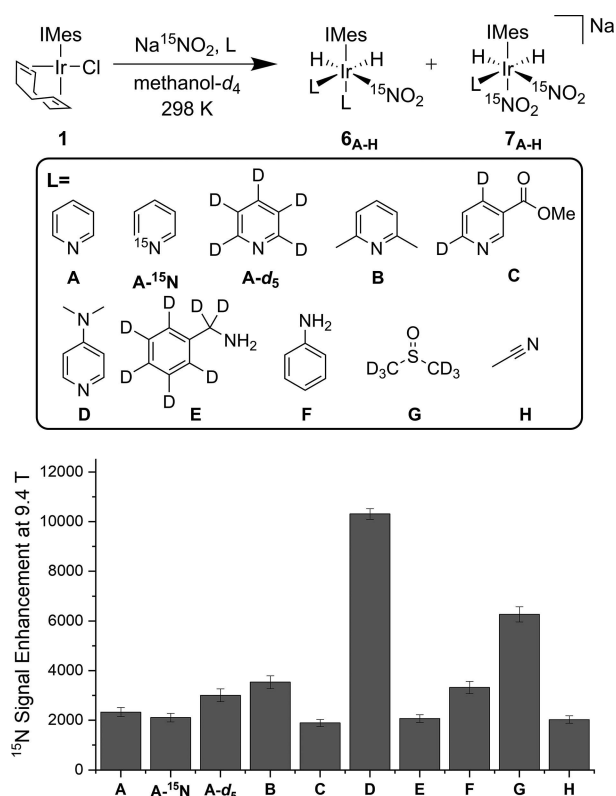 IMes
Ir
Cl
1
Na¹⁵NO₂, L
methanol-d₄
298 K
IMes
H
H
Ir
L
L
¹⁵NO₂
6A-H
+
IMes
H
H
Ir
L
¹⁵NO₂
¹⁵NO₂
Na
7A-H
L=
N
A
¹⁵N
A-¹⁵N
D
D
D
D
D
N
A-d₅
N
B
D
D
N
O
OMe
C
N
N
D
D
D
D
D
D
D
D
NH₂
E
NH₂
F
O
S
D₃C
CD₃
G
N
H
¹⁵N Signal Enhancement at 9.4 T
12000
10000
8000
6000
4000
2000
0
A
A-¹⁵N
A-d₅
B
C
D
E
F
G
H